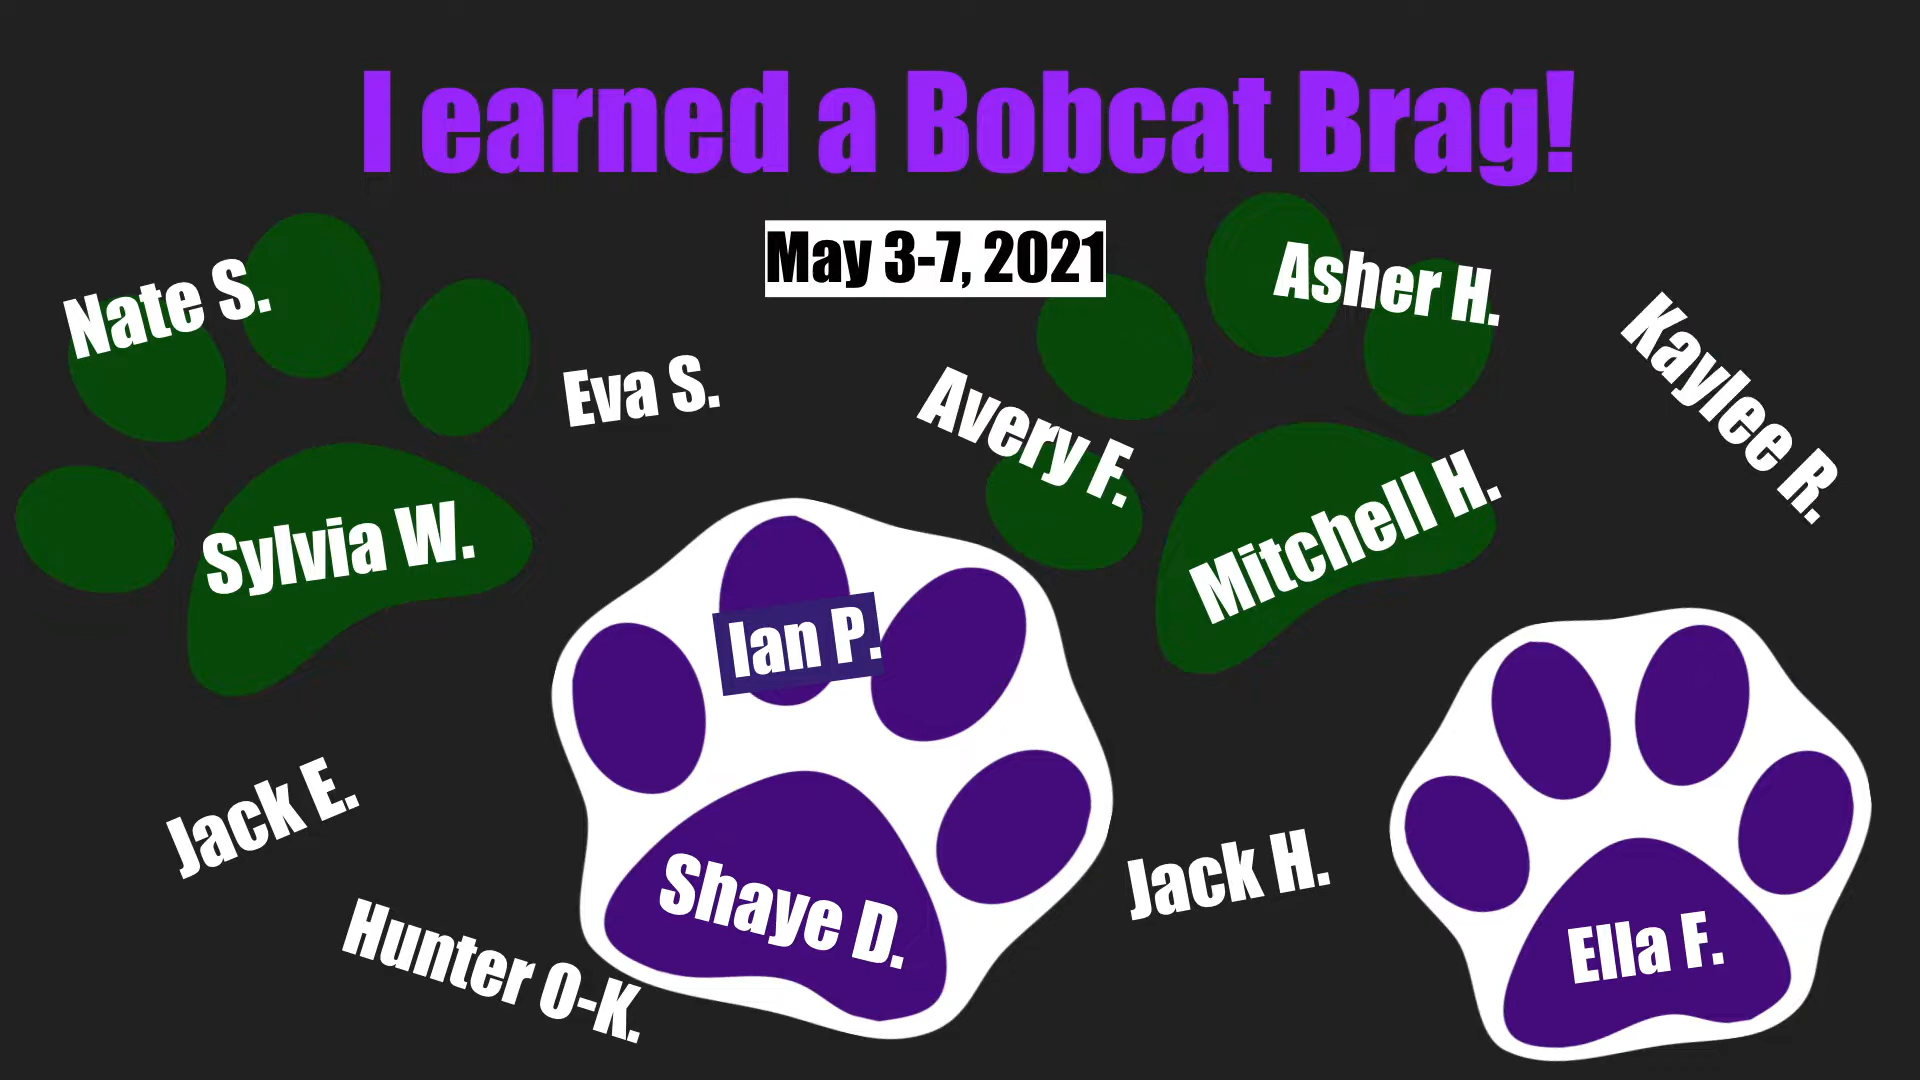 I earned a Bobcat Brag!
May 3-7, 2021
Nate S.
Asher H.
Kaylee R.
Eva S.
Avery F.
Sylvia W.
Mitchell H.
Ian P.
Jack E.
Shaye D.
Jack H.
Ella F.
Hunter O-K.